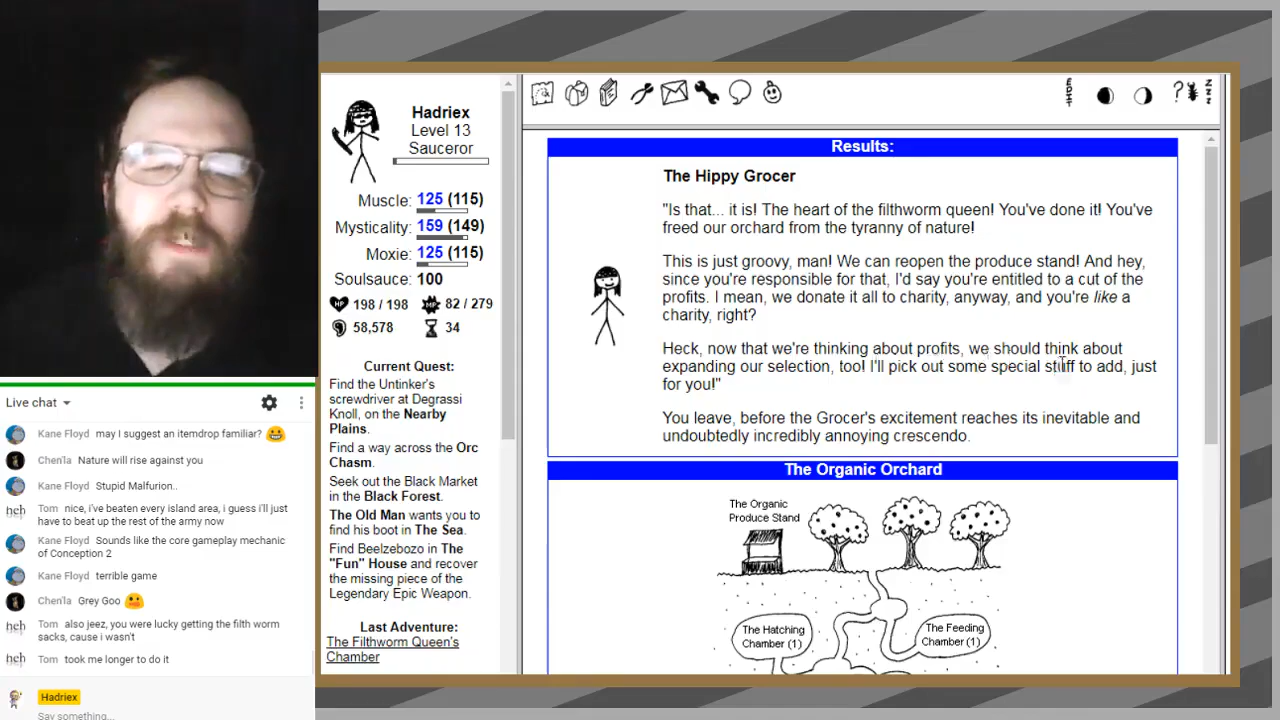 Live chat
Kane Floyd may I suggest an itemdrop familiar?
Chen'la Nature will rise against you
Kane Floyd Stupid Malfurion..
heh
Tom nice, i've beaten every island area, i guess i'll just
have to beat up the rest of the army now
Kane Floyd Sounds like the core gameplay mechanic
of Conception 2
Kane Floyd terrible game
Chen'la Grey Goo
heh
Tom also jeez, you were lucky getting the filth worm
sacks, cause i wasn't
heh
Tom took me longer to do it
Hadriex
Say something...
Hadriex
Level 13
Sauceror
Muscle: 125 (115)
Mysticality: 159 (149)
Moxie: 125 (115)
Soulsauce: 100
HP 198 / 198 MP 82 / 279
58,578 34
Current Quest:
Find the Untinker's
screwdriver at Degrassi
Knoll, on the Nearby
Plains.
Find a way across the Orc
Chasm.
Seek out the Black Market
in the Black Forest.
The Old Man wants you to
find his boot in The Sea.
Find Beelzebozo in The
"Fun" House and recover
the missing piece of the
Legendary Epic Weapon.
Last Adventure:
The Filthworm Queen's
Chamber
EDIT
?
Z Z Z
Results:
The Hippy Grocer
"Is that... it is! The heart of the filthworm queen! You've done it! You've
freed our orchard from the tyranny of nature!
This is just groovy, man! We can reopen the produce stand! And hey,
since you're responsible for that, I'd say you're entitled to a cut of the
profits. I mean, we donate it all to charity, anyway, and you're like a
charity, right?
Heck, now that we're thinking about profits, we should think about
expanding our selection, too! I'll pick out some special stuff to add, just
for you!"
You leave, before the Grocer's excitement reaches its inevitable and
undoubtedly incredibly annoying crescendo.
The Organic Orchard
The Organic
Produce Stand
The Hatching
Chamber (1)
The Feeding
Chamber (1)